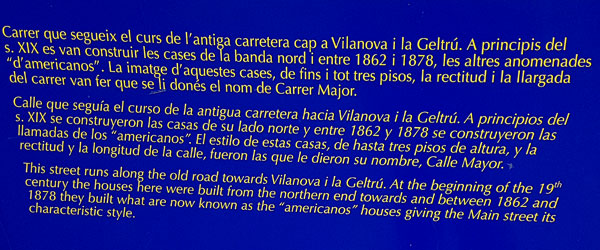 Carrer que segueix el curs de l'antiga carretera cap a Vilanova i la Geltrú. A principis del
s. XIX es van construir les cases de la banda nord i entre 1862 i 1878, les altres anomenades
“d'americanos”. La imatge d'aquestes cases, de fins i tot tres pisos, la rectitud i la llargada
del carrer van fer que se li donés el nom de Carrer Major.
Calle que seguía el curso de la antigua carretera hacia Vilanova i la Geltrú. A principios del
s. XIX se construyeron las casas de su lado norte y entre 1862 y 1878 se construyeron las
llamadas de los “americanos”. El estilo de estas casas, de hasta tres pisos de altura, y la
rectitud y la longitud de la calle, fueron las que le dieron su nombre, Calle Mayor.
This street runs along the old road towards Vilanova i la Geltrú. At the beginning of the 19th
century the houses here were built from the northern end towards and between 1862 and
1878 they built what are now known as the “americanos” houses giving the Main street its
characteristic style.